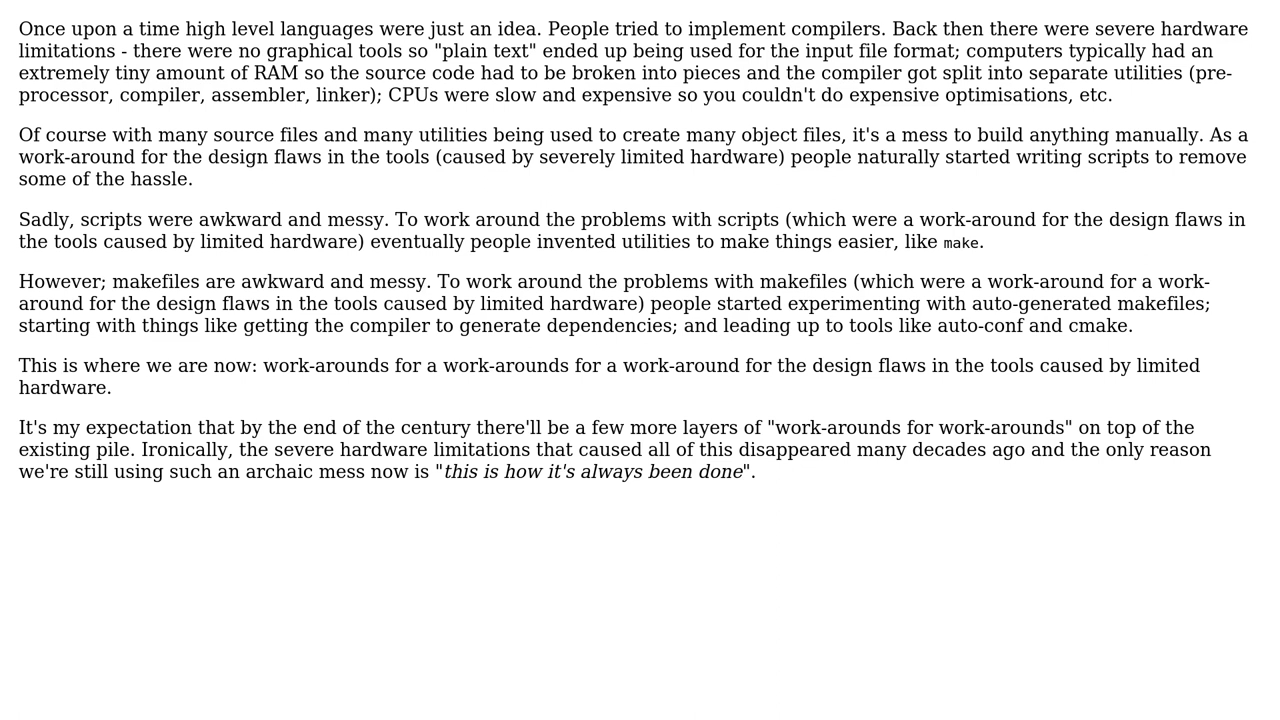 Once upon a time high level languages were just an idea. People tried to implement compilers. Back then there were severe hardware
limitations - there were no graphical tools so "plain text" ended up being used for the input file format; computers typically had an
extremely tiny amount of RAM so the source code had to be broken into pieces and the compiler got split into separate utilities (pre-
processor, compiler, assembler, linker); CPUs were slow and expensive so you couldn't do expensive optimisations, etc.
Of course with many source files and many utilities being used to create many object files, it's a mess to build anything manually. As a
work-around for the design flaws in the tools (caused by severely limited hardware) people naturally started writing scripts to remove
some of the hassle.
Sadly, scripts were awkward and messy. To work around the problems with scripts (which were a work-around for the design flaws in
the tools caused by limited hardware) eventually people invented utilities to make things easier, like make.
However; makefiles are awkward and messy. To work around the problems with makefiles (which were a work-around for a work-
around for the design flaws in the tools caused by limited hardware) people started experimenting with auto-generated makefiles;
starting with things like getting the compiler to generate dependencies; and leading up to tools like auto-conf and cmake.
This is where we are now: work-arounds for a work-arounds for a work-around for the design flaws in the tools caused by limited
hardware.
It's my expectation that by the end of the century there'll be a few more layers of "work-arounds for work-arounds" on top of the
existing pile. Ironically, the severe hardware limitations that caused all of this disappeared many decades ago and the only reason
we're still using such an archaic mess now is "this is how it's always been done".